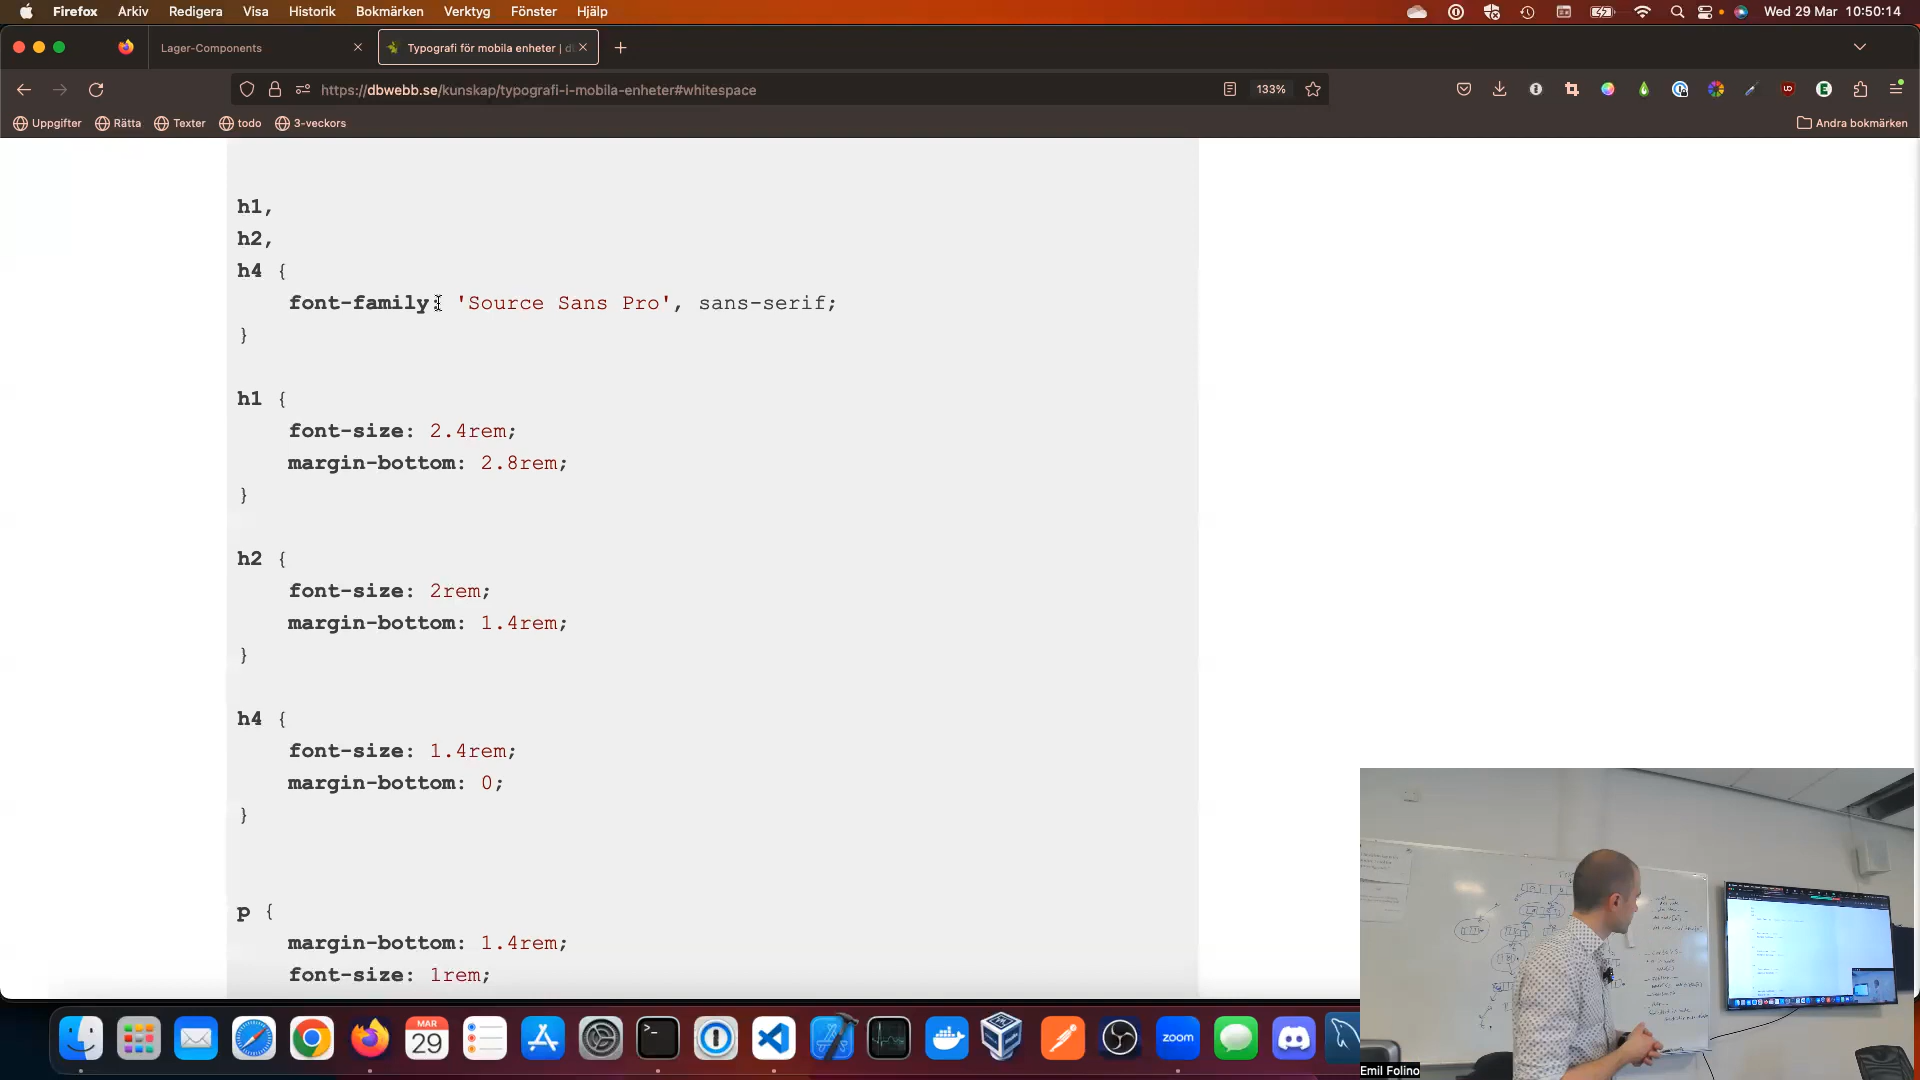 Firefox Arkiv Redigera Visa Historik Bokmärken Verktyg Fönster Hjälp Wed 29 Mar 10:50:14
Lager-Components
Typografi för mobila enheter | d
https://dbwebb.se/kunskap/typografi-i-mobila-enheter#whitespace
133%
Uppgifter Rätta Texter todo 3-veckors Andra bokmärken
h1,
h2,
h4 {
font-family: 'Source Sans Pro', sans-serif;
}
h1 {
font-size: 2.4rem;
margin-bottom: 2.8rem;
}
h2 {
font-size: 2rem;
margin-bottom: 1.4rem;
}
h4 {
font-size: 1.4rem;
margin-bottom: 0;
}
p {
margin-bottom: 1.4rem;
font-size: 1rem;
MAR
29
zoom
Emil Folino